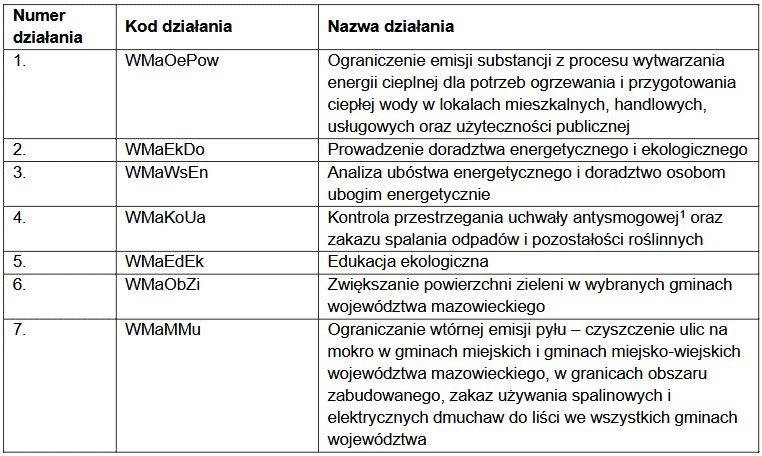 Numer działania Kod działania Nazwa działania
1. WMaOePow Ograniczenie emisji substancji z procesu wytwarzania
energii cieplnej dla potrzeb ogrzewania i przygotowania
ciepłej wody w lokalach mieszkalnych, handlowych,
usługowych oraz użyteczności publicznej
2. WMaEkDo Prowadzenie doradztwa energetycznego i ekologicznego
3. WMaWsEn Analiza ubóstwa energetycznego i doradztwo osobom
ubogim energetycznie
4. WMaKoUa Kontrola przestrzegania uchwały antysmogowej¹ oraz
zakazu spalania odpadów i pozostałości roślinnych
5. WMaEdEk Edukacja ekologiczna
6. WMaObZi Zwiększanie powierzchni zieleni w wybranych gminach
województwa mazowieckiego
7. WMaMMu Ograniczanie wtórnej emisji pyłu – czyszczenie ulic na
mokro w gminach miejskich i gminach miejsko-wiejskich
województwa mazowieckiego, w granicach obszaru
zabudowanego, zakaz używania spalinowych i
elektrycznych dmuchaw do liści we wszystkich gminach
województwa